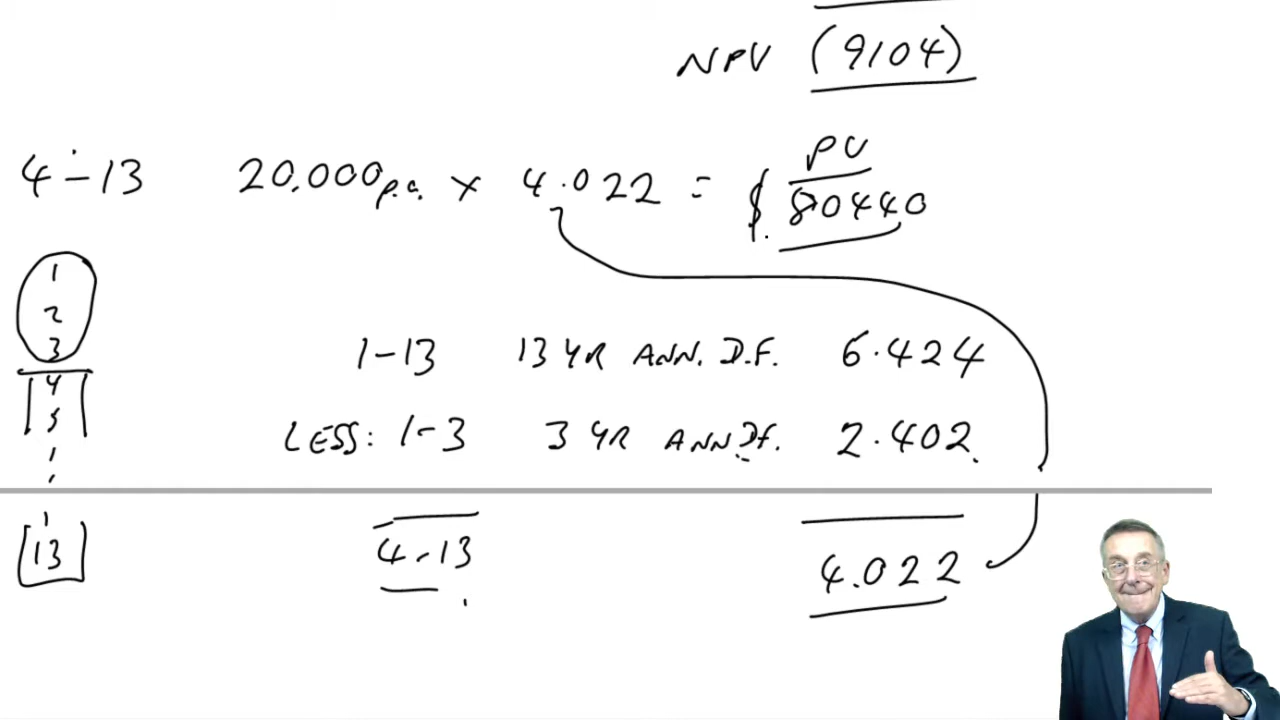 NPV (9104)
PV
4-13 20,000 p.a. x 4.022 = $ 80440
1
2
3
1-13 13 YR ANN. D.F. 6.424
4
5
LESS: 1-3 3 YR ANN D.F. 2.402
13
4-13 4.022